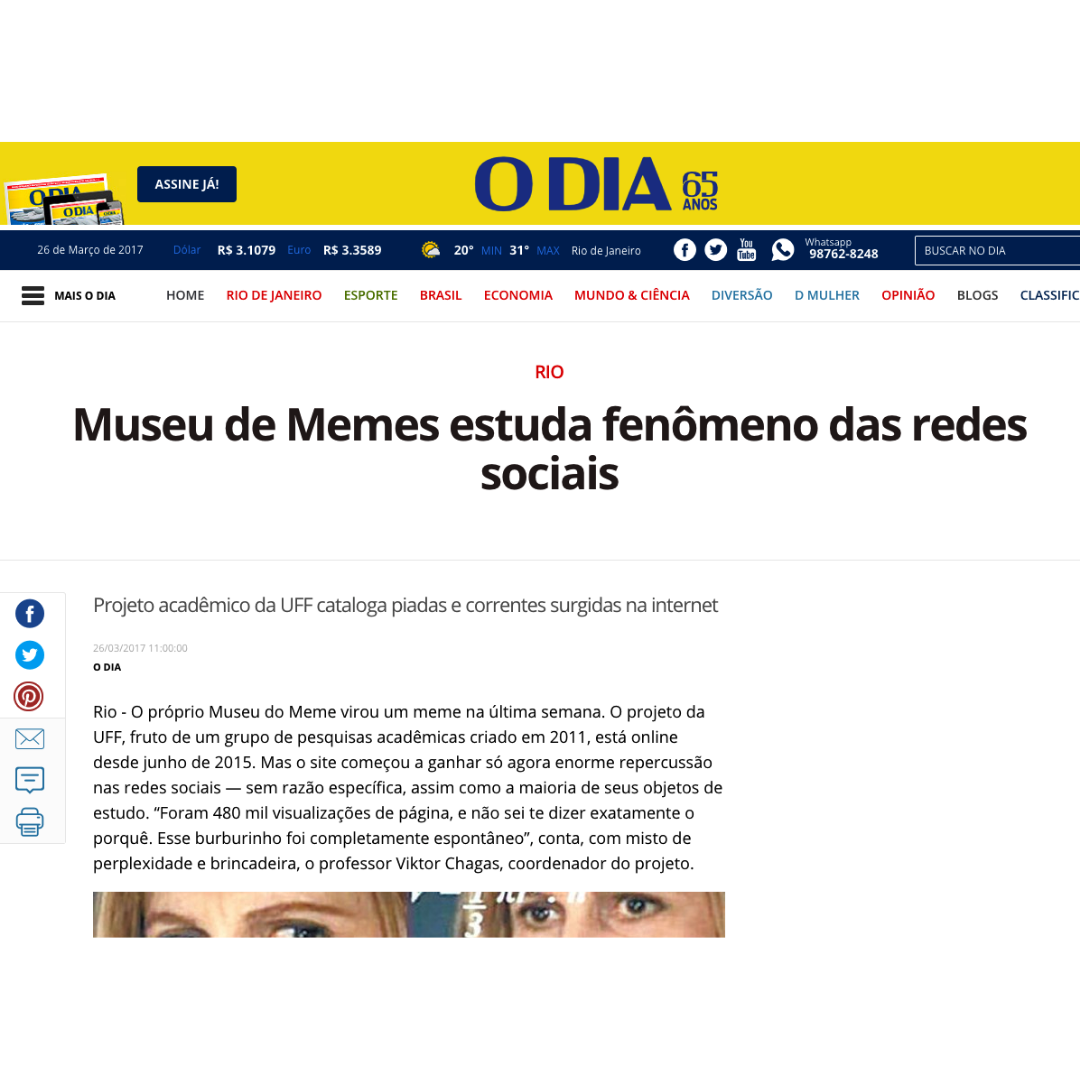 O DIA
O DIA
ASSINE JÁ!
O DIA 65 ANOS
26 de Março de 2017 Dólar R$ 3.1079 Euro R$ 3.3589 20° MIN 31° MAX Rio de Janeiro f You Tube Whatsapp 98762-8248 BUSCAR NO DIA
MAIS O DIA HOME RIO DE JANEIRO ESPORTE BRASIL ECONOMIA MUNDO & CIÊNCIA DIVERSÃO D MULHER OPINIÃO BLOGS CLASSIFIC
RIO
Museu de Memes estuda fenômeno das redes
sociais
Projeto acadêmico da UFF cataloga piadas e correntes surgidas na internet
26/03/2017 11:00:00
O DIA
Rio - O próprio Museu do Meme virou um meme na última semana. O projeto da
UFF, fruto de um grupo de pesquisas acadêmicas criado em 2011, está online
desde junho de 2015. Mas o site começou a ganhar só agora enorme repercussão
nas redes sociais — sem razão específica, assim como a maioria de seus objetos de
estudo. “Foram 480 mil visualizações de página, e não sei te dizer exatamente o
porquê. Esse burburinho foi completamente espontâneo”, conta, com misto de
perplexidade e brincadeira, o professor Viktor Chagas, coordenador do projeto.